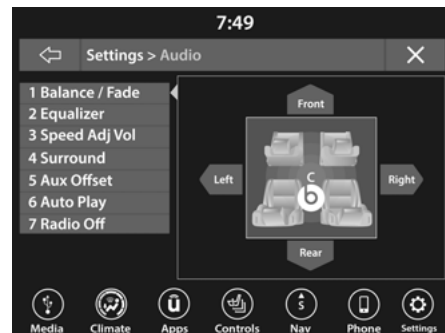 7:49
Settings > Audio
1 Balance / Fade
2 Equalizer
3 Speed Adj Vol
4 Surround
5 Aux Offset
6 Auto Play
7 Radio Off
Front
Left
C
b
Right
Rear
Media
Climate
ū
Apps
Controls
S
Nav
Phone
Settings